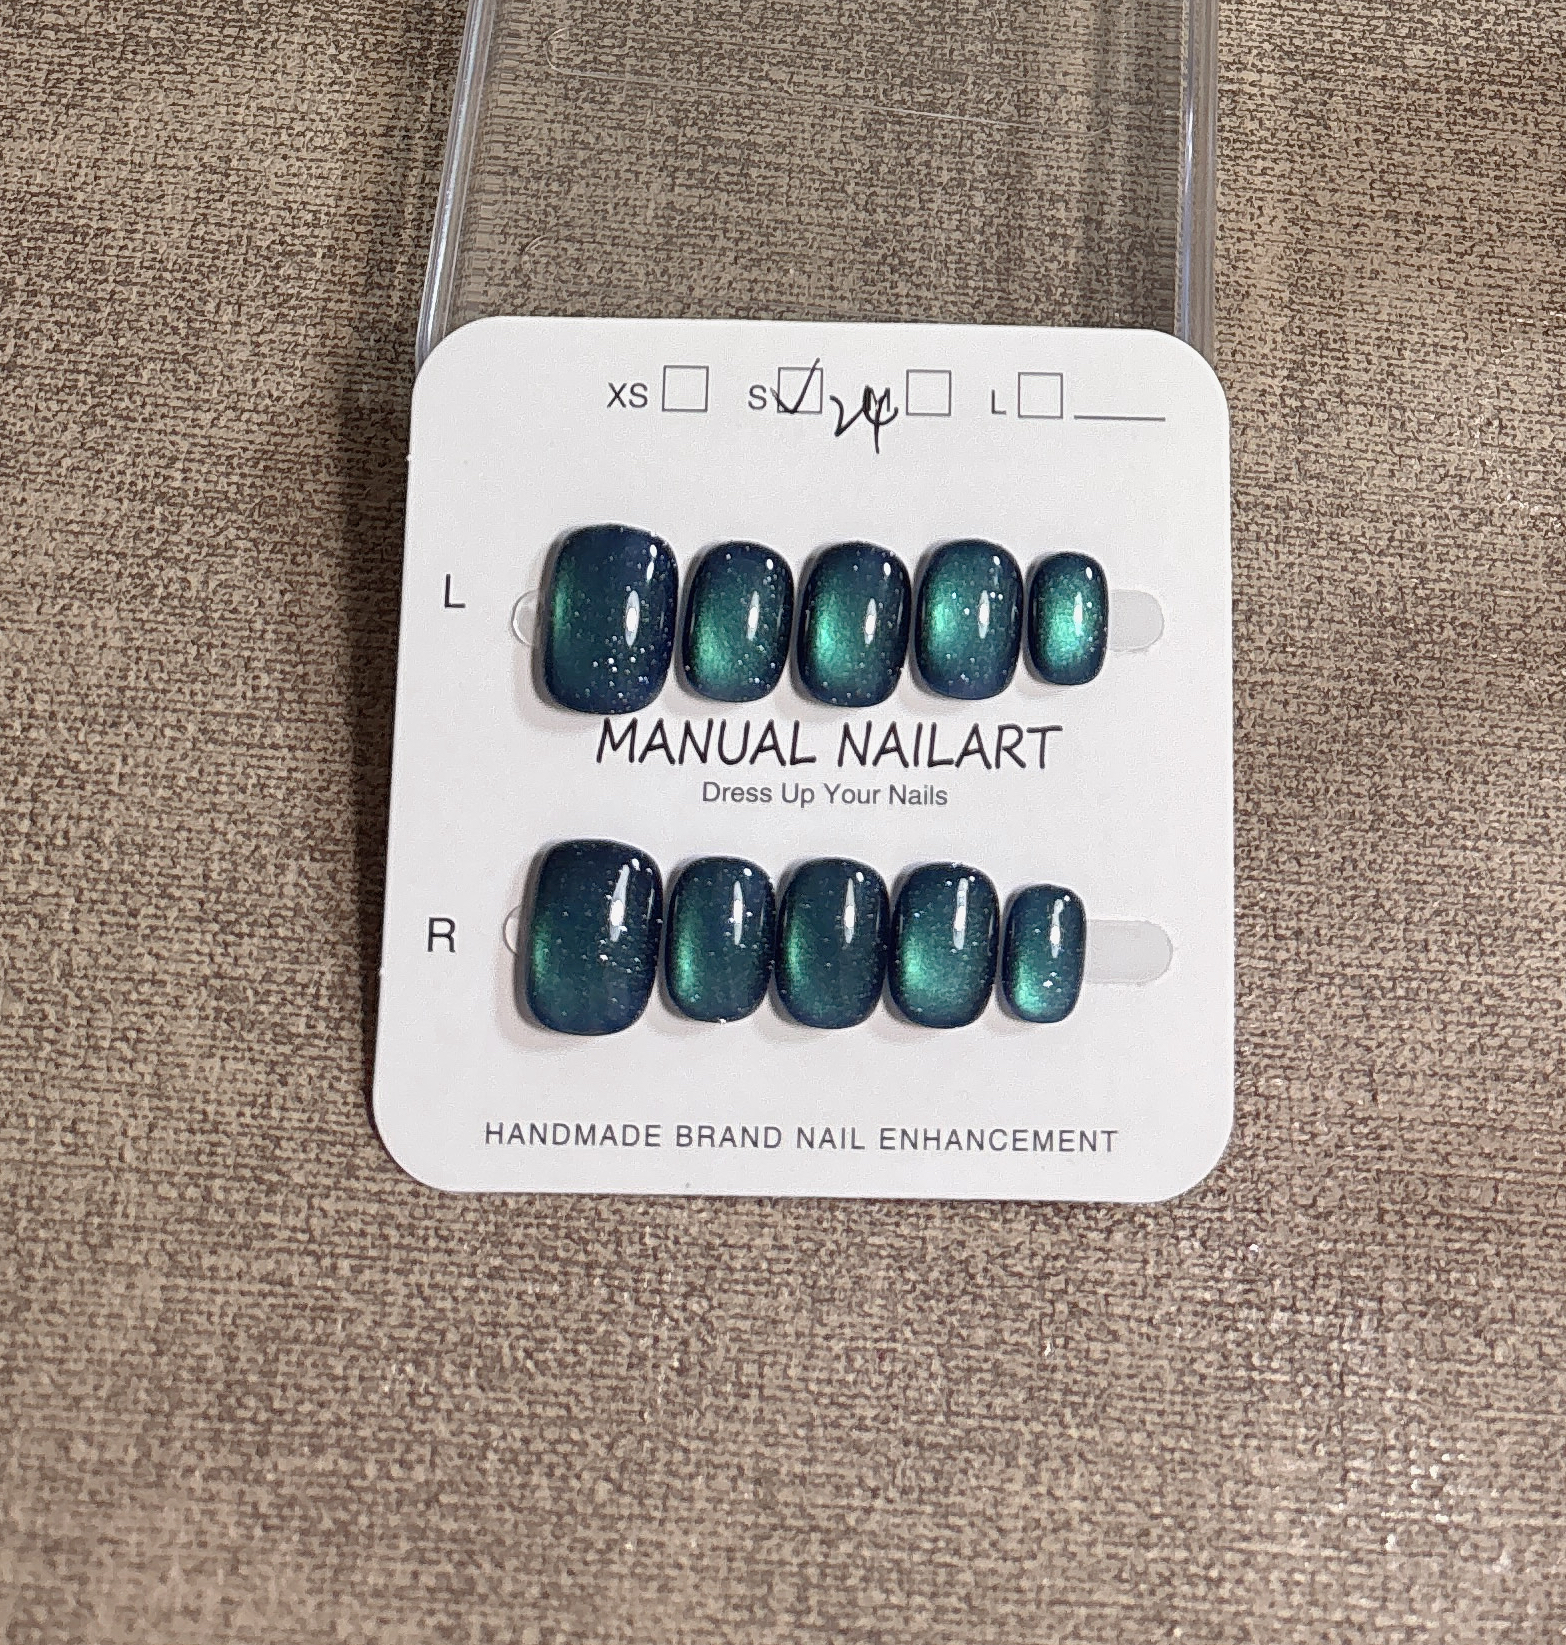 XS S L
L
MANUAL NAILART
Dress Up Your Nails
R
HANDMADE BRAND NAIL ENHANCEMENT